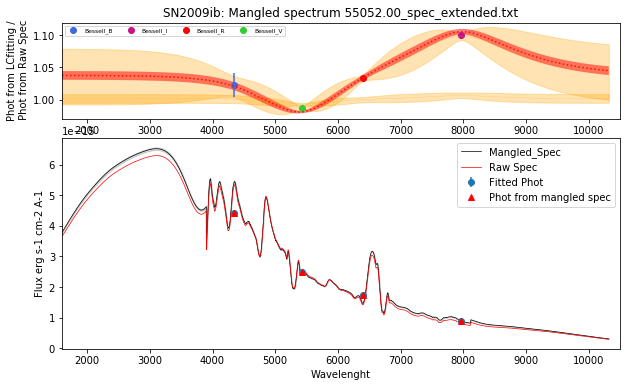 SN2009ib: Mangled spectrum 55052.00_spec_extended.txt
Phot from LCfitting /
Phot from Raw Spec
Bessell_B Bessell_I Bessell_R Bessell_V
1.10
1.05
1.00
2000 3000 4000 5000 6000 7000 8000 9000 10000
1e-15
Flux erg s-1 cm-2 A-1
6
5
4
3
2
1
0
Mangled_Spec
Raw Spec
Fitted Phot
Phot from mangled spec
2000 3000 4000 5000 6000 7000 8000 9000 10000
Wavelenght